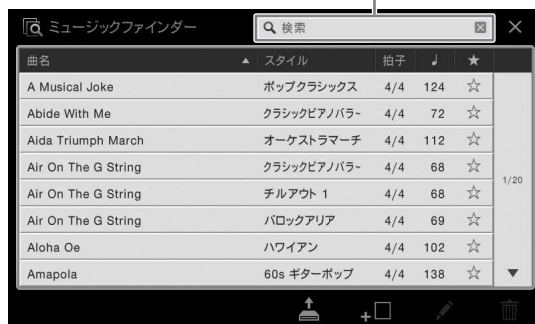 ミュージックファインダー 検索
曲名 ▲ スタイル 拍子 ♩ ★
A Musical Joke ポップクラシックス 4/4 124 ☆
Abide With Me クラシックピアノバラ~ 4/4 72 ☆
Aida Triumph March オーケストラマーチ 4/4 112 ☆
Air On The G String クラシックピアノバラ~ 4/4 68 ☆
1/20
Air On The G String チルアウト 1 4/4 68 ☆
Air On The G String バロックアリア 4/4 69 ☆
Aloha Oe ハワイアン 4/4 102 ☆
Amapola 60s ギターポップ 4/4 138 ☆ ▼